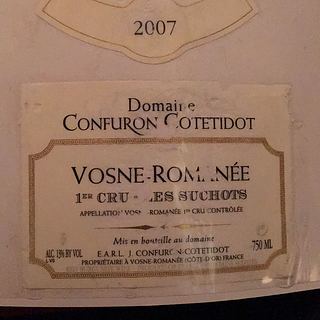 2007
Domaine
CONFURON COTETIDOT
VOSNE-ROMANÉE
1ER CRU - LES SUCHOTS
APPELLATION VOSNE-ROMANÉE 1ER CRU CONTRÔLÉE
Mis en bouteille au domaine
ALC. 13% BY VOL 750 ML
LVS
E.A.R.L. J. CONFURON-COTETIDOT
PROPRIÉTAIRE À VOSNE-ROMANÉE (CÔTE-D'OR) FRANCE